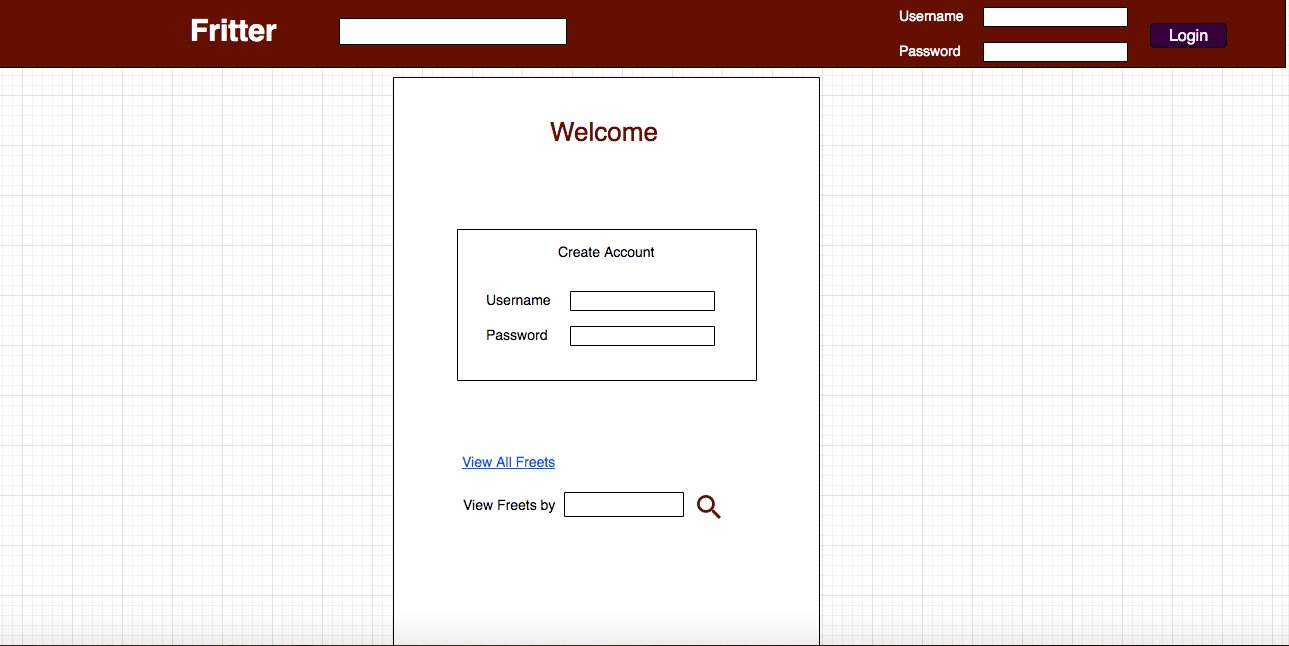 Fritter
Username
Password
Login
Welcome
Create Account
Username
Password
View All Freets
View Freets by